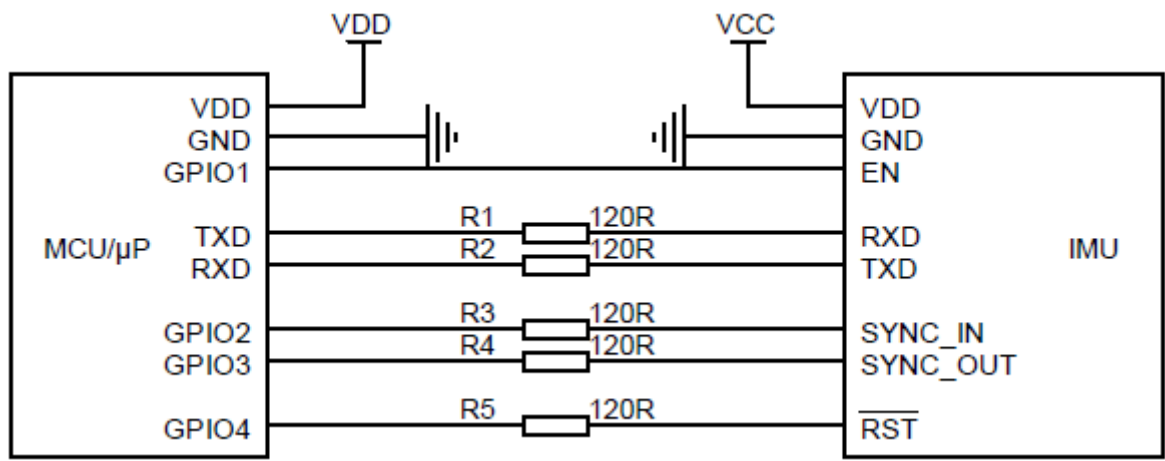 VDD VCC
VDD VDD
GND GND
GPIO1 EN
R1 120R
TXD RXD
MCU/µP R2 120R IMU
RXD TXD
R3 120R
GPIO2 SYNC_IN
R4 120R
GPIO3 SYNC_OUT
R5 120R
GPIO4 RST